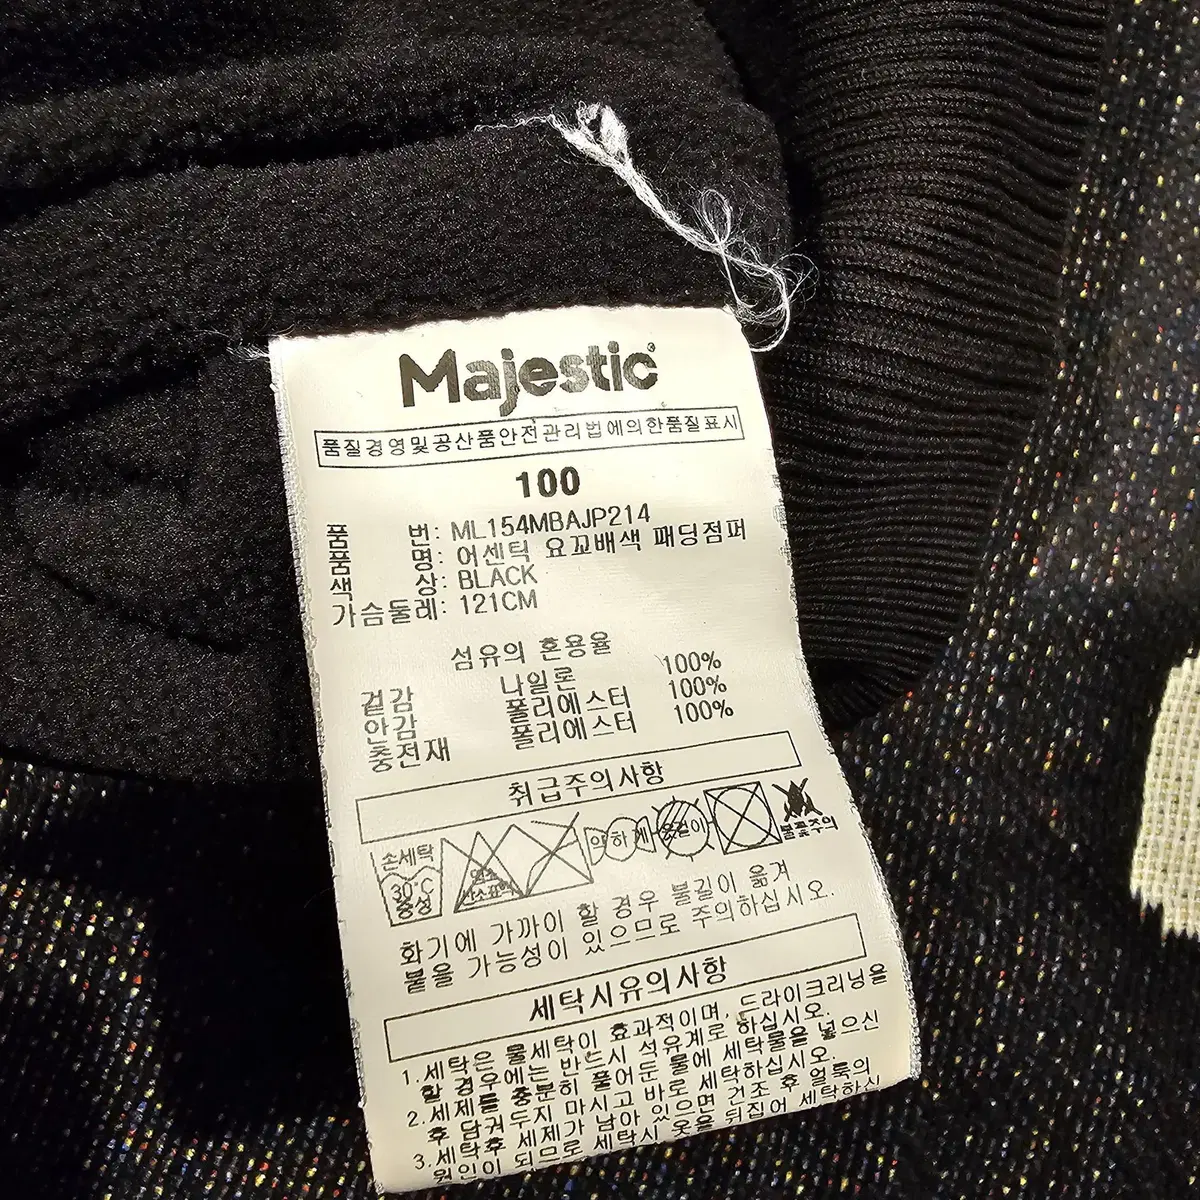 Majestic®
품질경영및공산품안전관리법에의한품질표시
100
품 번: ML154MBAJP214
품 명: 어센틱 요꼬배색 패딩점퍼
색 상: BLACK
가슴둘레: 121CM
섬유의 혼용율
겉감 나일론 100%
안감 폴리에스터 100%
충전재 폴리에스터 100%
취급주의사항
손세탁
30°C
중성
염소
산소표백
약하게
옷걸이
불꽃주의
화기에 가까이 할 경우 불길이 옮겨
붙을 가능성이 있으므로 주의하십시오.
세탁시유의사항
1.세탁은 물세탁이 효과적이며, 드라이크리닝을
할 경우에는 반드시 석유계로 하십시오.
2.세제를 충분히 풀어둔 물에 세탁물을 넣으신
후 담궈두지 마시고 바로 세탁하십시오.
3.세탁후 세제가 남아 있으면 건조 후 얼룩의
원인이 되므로 세탁시 옷을 뒤집어 세탁하신